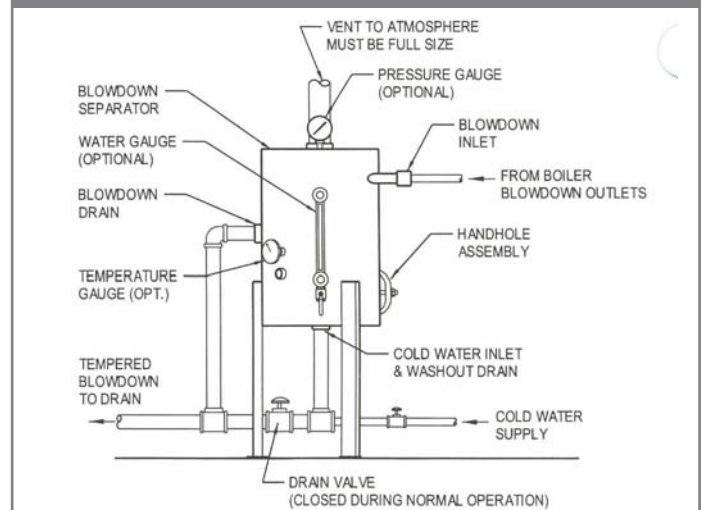 VENT TO ATMOSPHERE
MUST BE FULL SIZE
PRESSURE GAUGE
(OPTIONAL)
BLOWDOWN
SEPARATOR
BLOWDOWN
INLET
WATER GAUGE
(OPTIONAL)
FROM BOILER
BLOWDOWN OUTLETS
BLOWDOWN
DRAIN
HANDHOLE
ASSEMBLY
TEMPERATURE
GAUGE (OPT.)
TEMPERED
BLOWDOWN
TO DRAIN
COLD WATER INLET
& WASHOUT DRAIN
COLD WATER
SUPPLY
DRAIN VALVE
(CLOSED DURING NORMAL OPERATION)